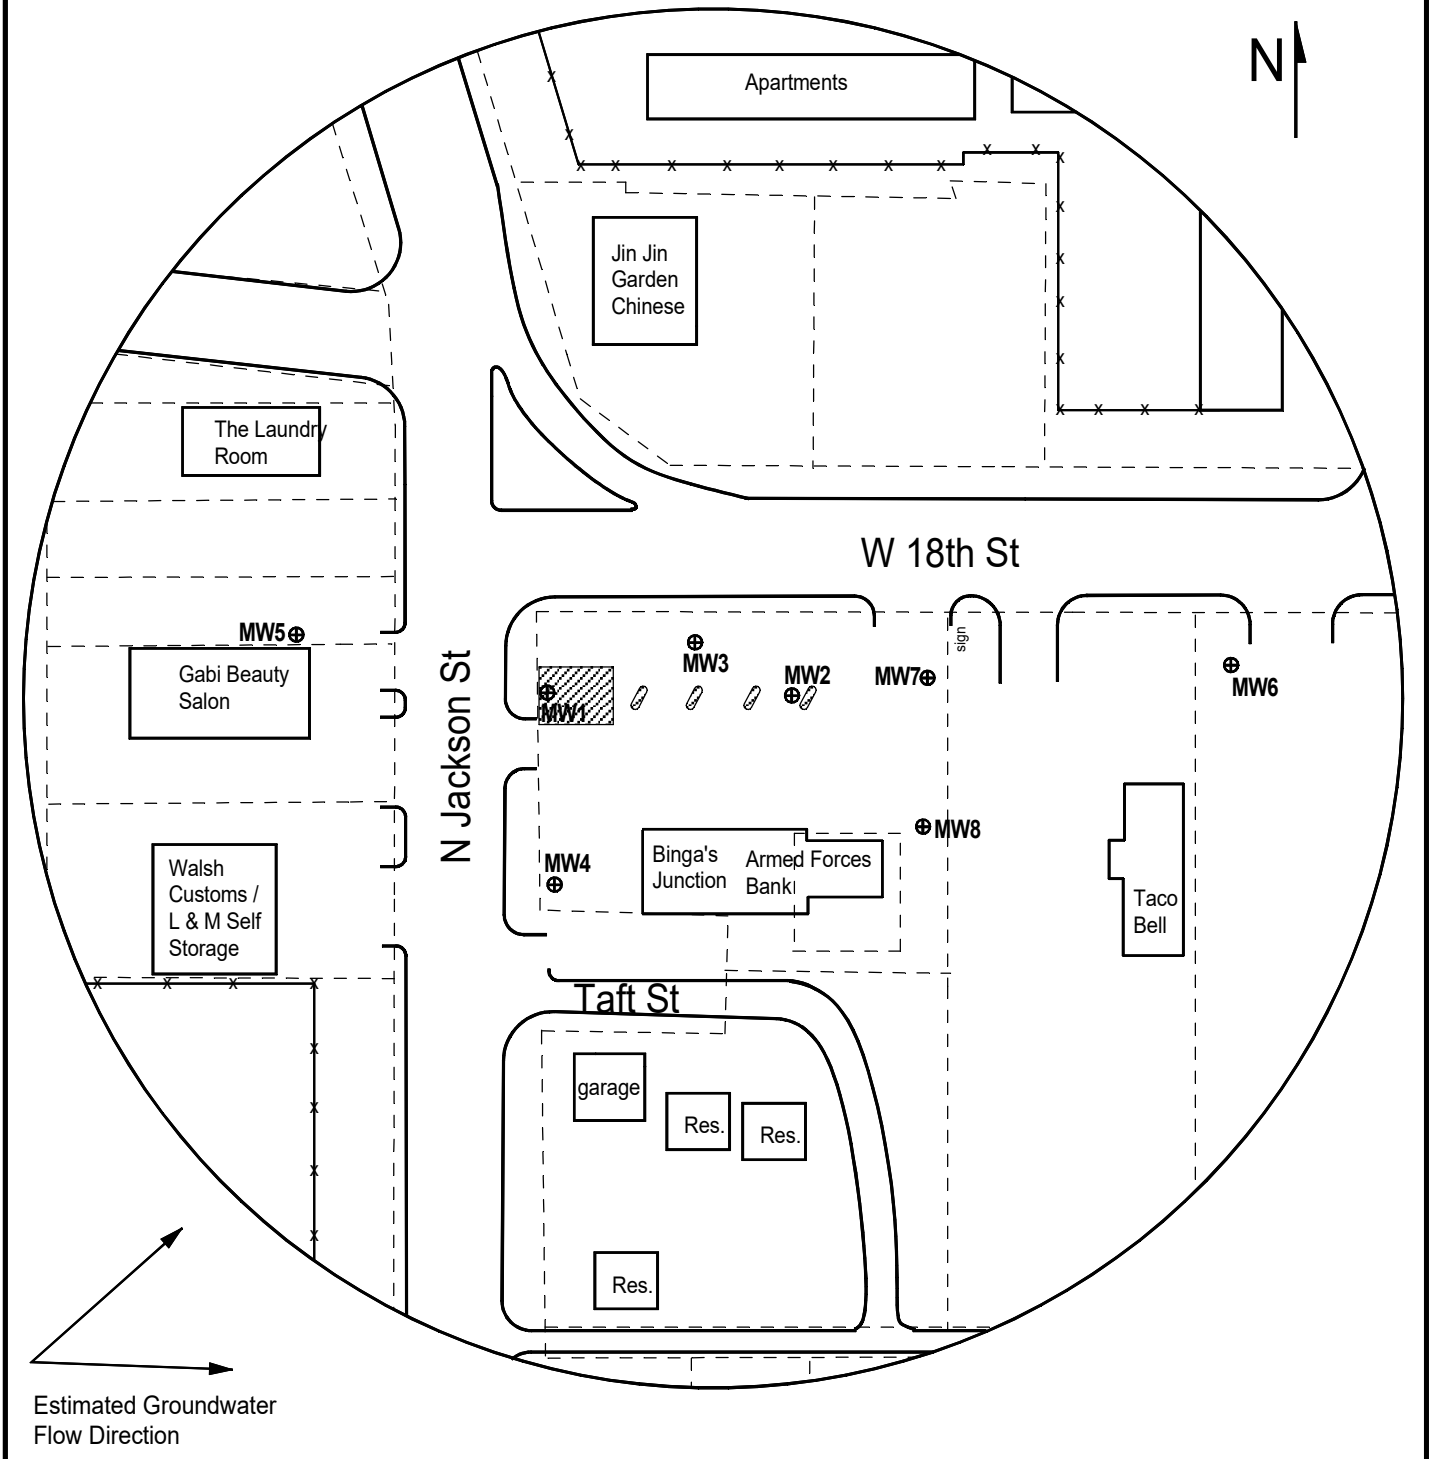 N
Apartments
Jin Jin
Garden
Chinese
The Laundry
Room
W 18th St
MW5
MW3
MW2
MW7
MW6
MW1
sign
Gabi Beauty
Salon
N Jackson St
MW8
MW4
Binga's
Junction
Armed Forces
Bank
Walsh
Customs /
L & M Self
Storage
Taco
Bell
Taft St
garage
Res.
Res.
Res.
Estimated Groundwater
Flow Direction